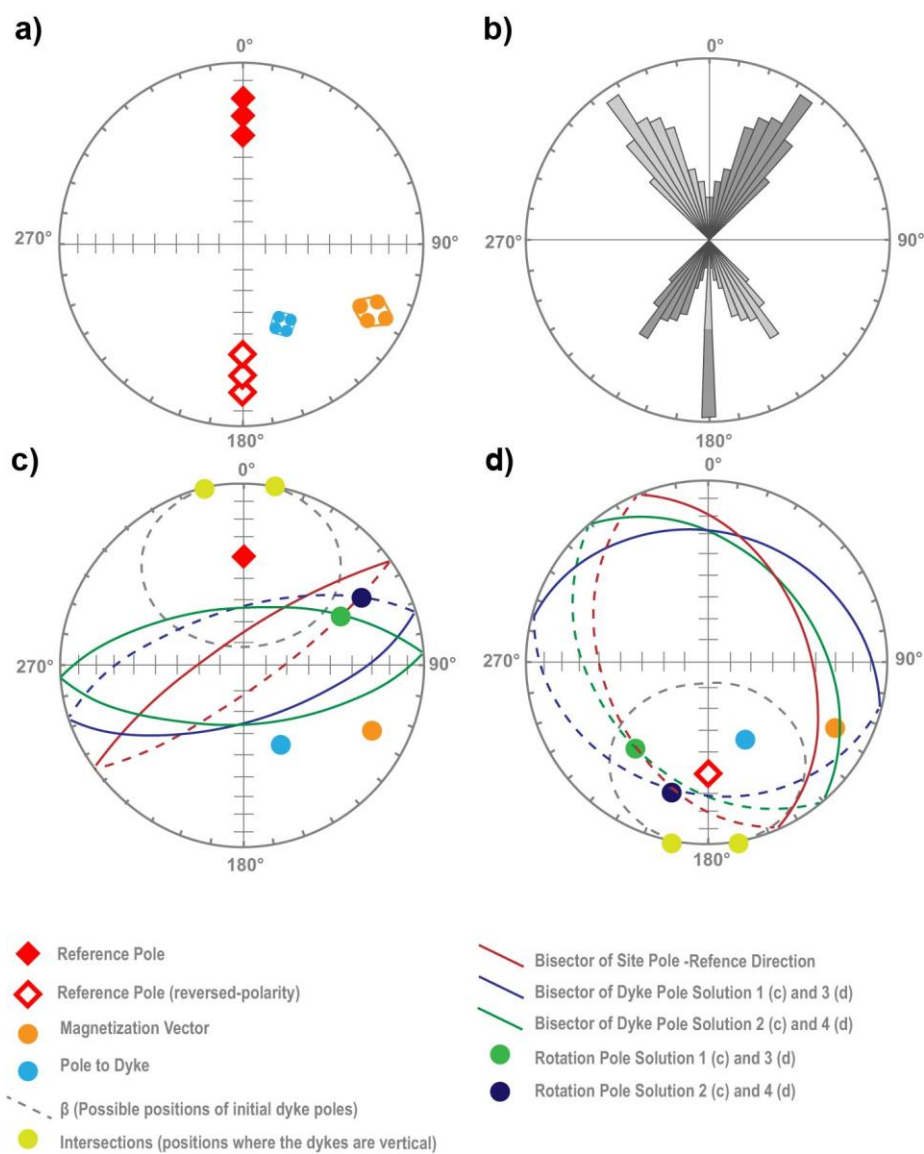 a)
0°
270°
90°
180°
b)
0°
270°
90°
180°
c)
0°
270°
90°
180°
d)
0°
270°
90°
180°
Reference Pole
Reference Pole (reversed-polarity)
Magnetization Vector
Pole to Dyke
β (Possible positions of initial dyke poles)
Intersections (positions where the dykes are vertical)
Bisector of Site Pole -Refence Direction
Bisector of Dyke Pole Solution 1 (c) and 3 (d)
Bisector of Dyke Pole Solution 2 (c) and 4 (d)
Rotation Pole Solution 1 (c) and 3 (d)
Rotation Pole Solution 2 (c) and 4 (d)